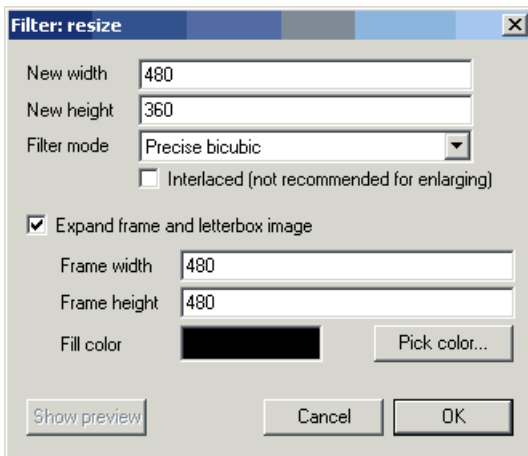 Filter: resize
New width 480
New height 360
Filter mode Precise bicubic
Interlaced (not recommended for enlarging)
Expand frame and letterbox image
Frame width 480
Frame height 480
Fill color Pick color...
Show preview Cancel OK